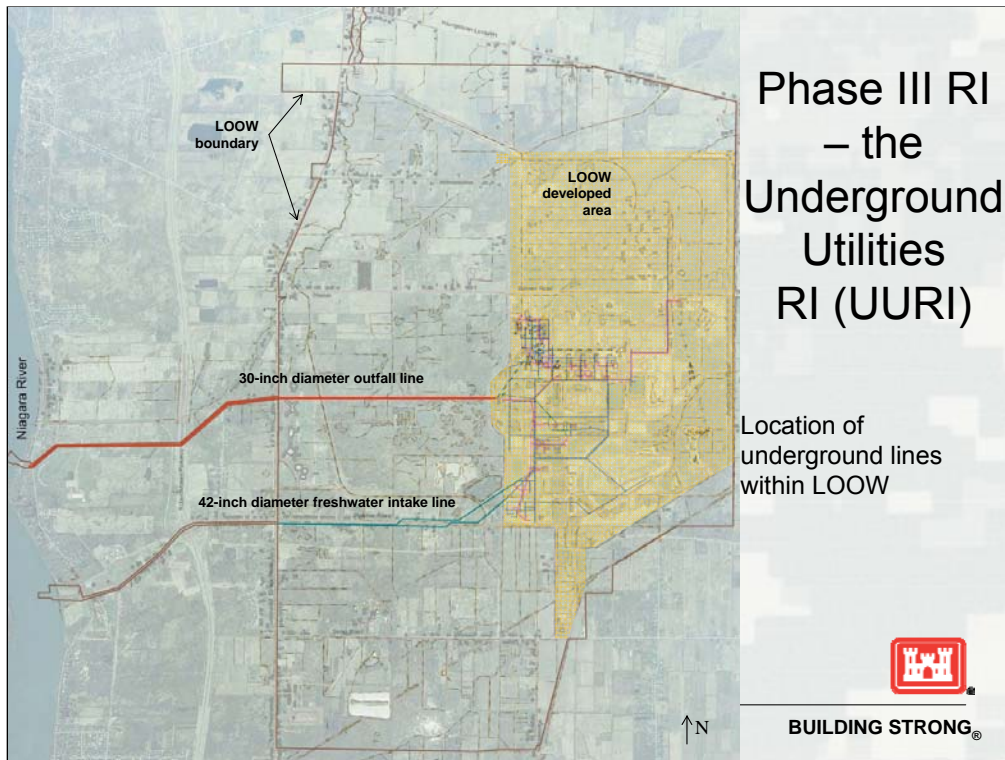 LOOW
boundary
LOOW
developed
area
30-inch diameter outfall line
Niagara River
42-inch diameter freshwater intake line
N
Phase III RI
– the
Underground
Utilities
RI (UURI)
Location of
underground lines
within LOOW
BUILDING STRONG®